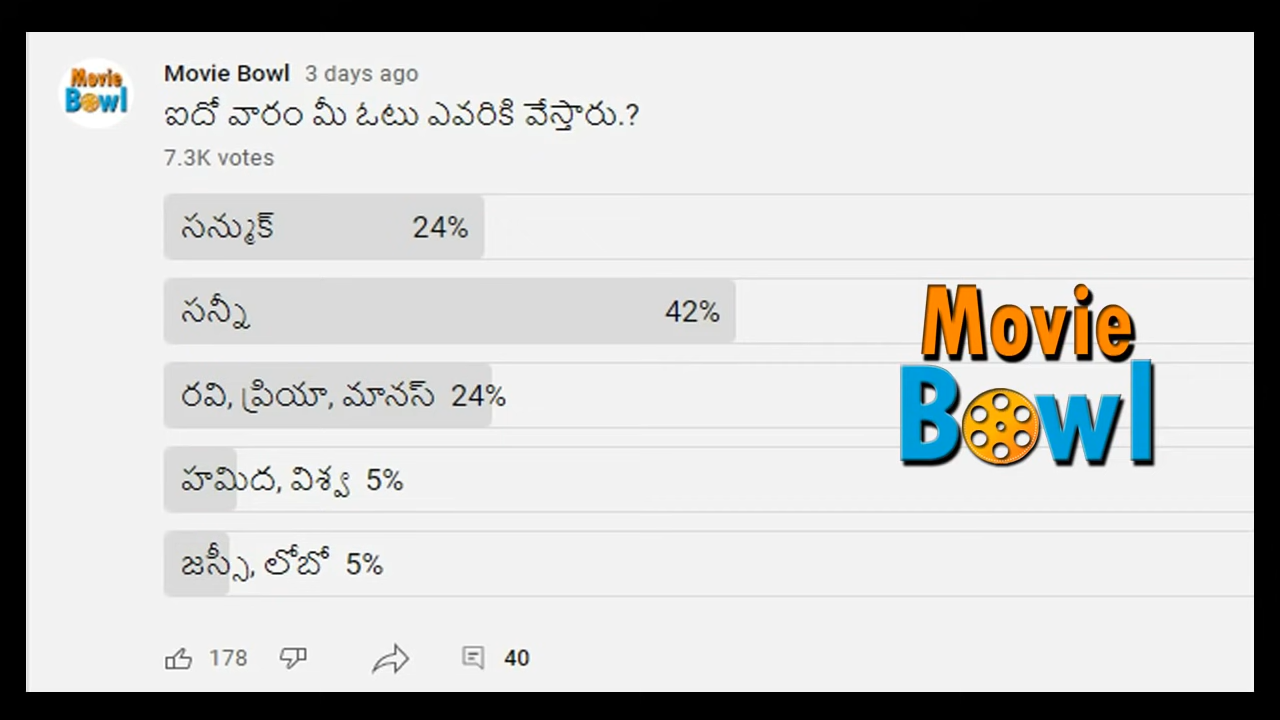 Movie Bowl
Movie Bowl 3 days ago
ఐదో వారం మీ ఓటు ఎవరికి వేస్తారు.?
7.3K votes
సన్ముక్ 24%
సన్నీ 42%
రవి, ప్రియా, మానస్ 24%
హమిద, విశ్వ 5%
జస్సీ, లోబో 5%
Movie
Bowl
178
40